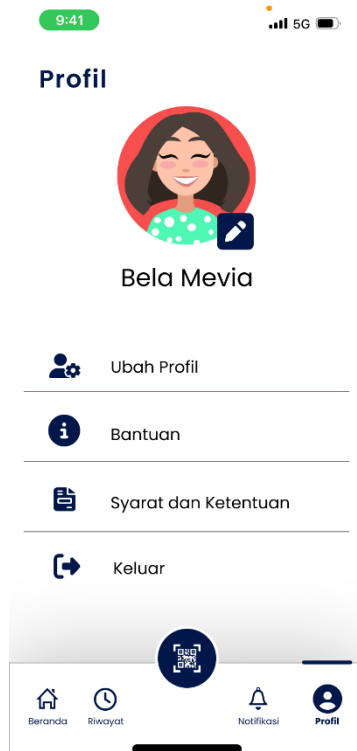 9:41
5G
Profil
Bela Mevia
Ubah Profil
Bantuan
Syarat dan Ketentuan
Keluar
Beranda
Riwayat
Notifikasi
Profil